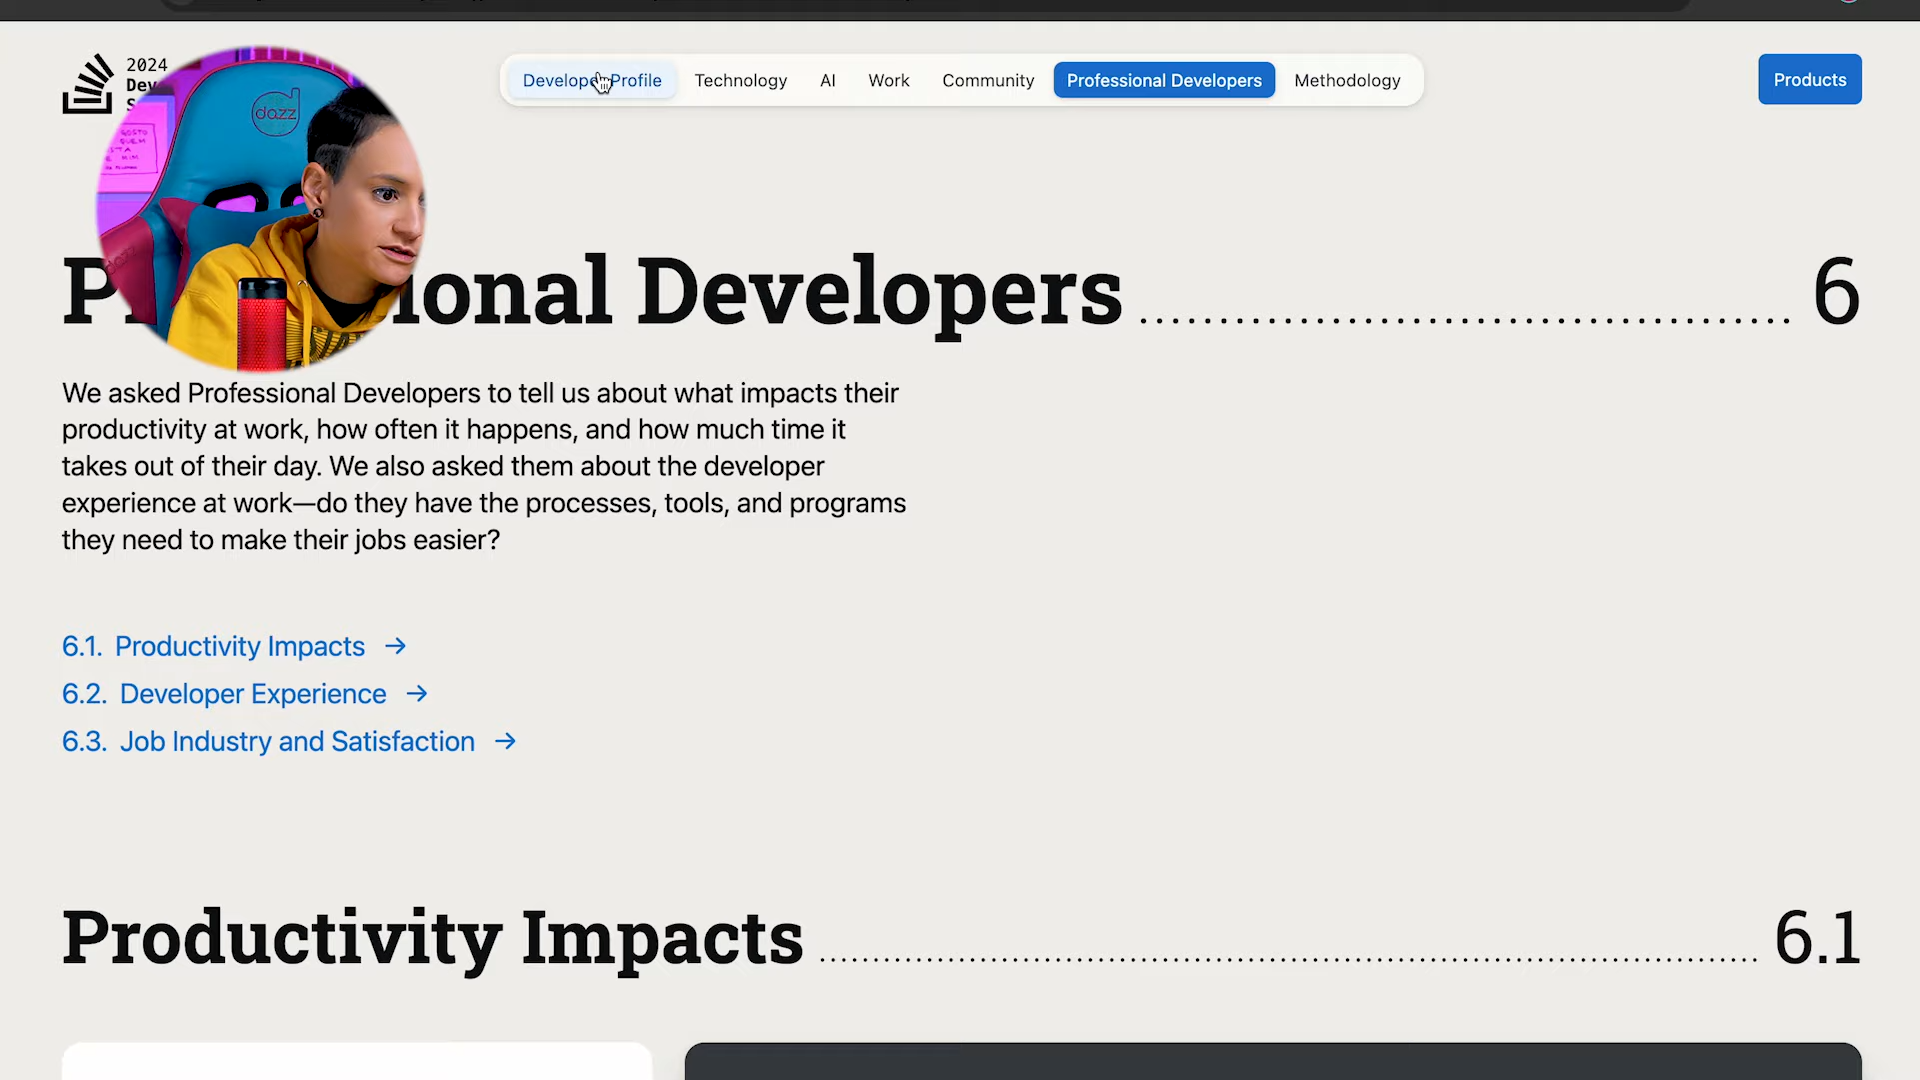 2024
Developer Profile
Technology
AI
Work
Community
Professional Developers
Methodology
Products
dazz
ional Developers 6
We asked Professional Developers to tell us about what impacts their
productivity at work, how often it happens, and how much time it
takes out of their day. We also asked them about the developer
experience at work—do they have the processes, tools, and programs
they need to make their jobs easier?
6.1. Productivity Impacts →
6.2. Developer Experience →
6.3. Job Industry and Satisfaction →
Productivity Impacts 6.1